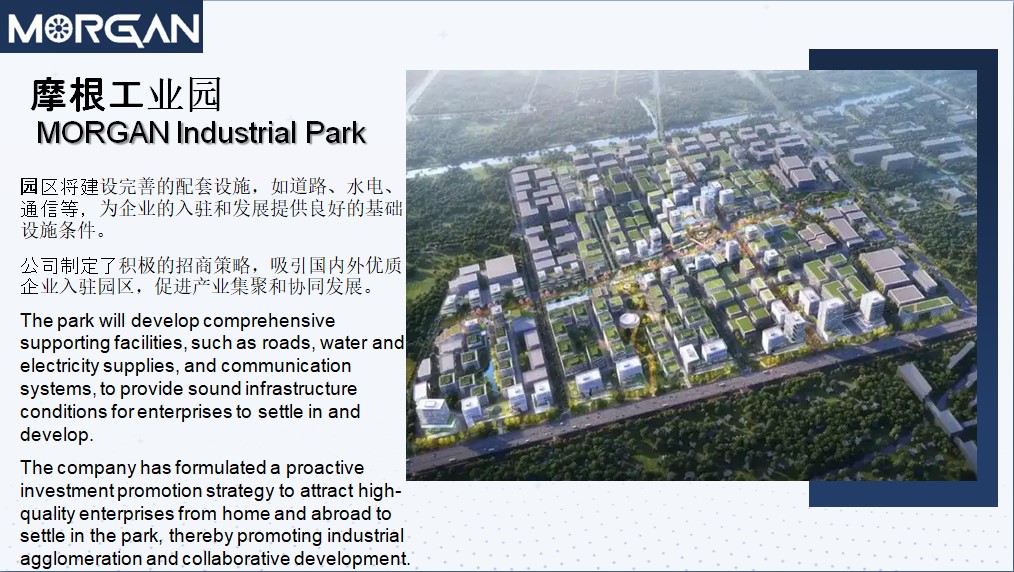 MORGAN
摩根工业园
MORGAN Industrial Park
园区将建设完善的配套设施，如道路、水电、
通信等，为企业的入驻和发展提供良好的基础
设施条件。
公司制定了积极的招商策略，吸引国内外优质
企业入驻园区，促进产业集聚和协同发展。
The park will develop comprehensive
supporting facilities, such as roads, water and
electricity supplies, and communication
systems, to provide sound infrastructure
conditions for enterprises to settle in and
develop.
The company has formulated a proactive
investment promotion strategy to attract high-
quality enterprises from home and abroad to
settle in the park, thereby promoting industrial
agglomeration and collaborative development.